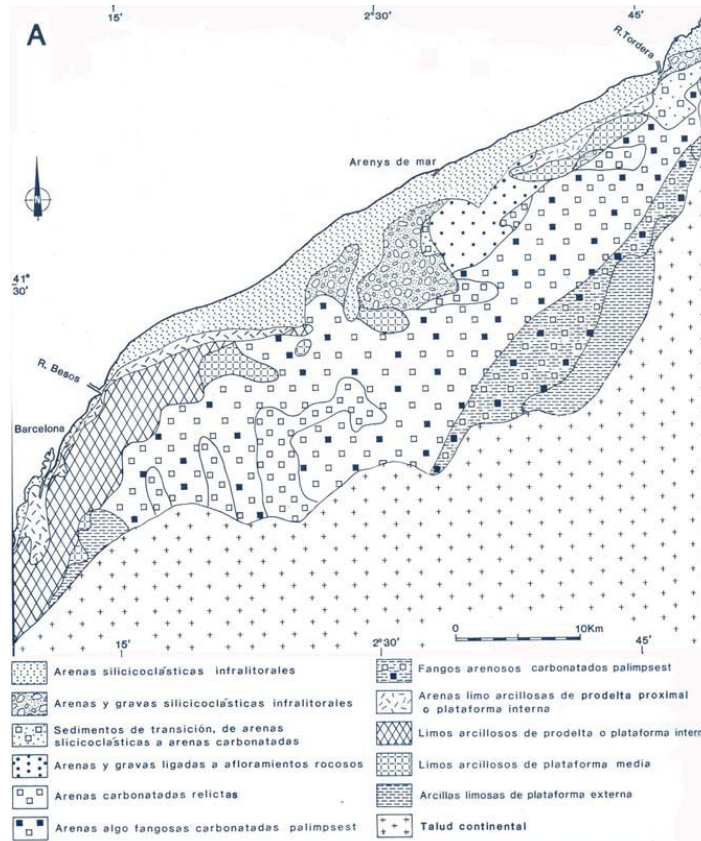 A
15'
2°30'
45'
R.Tordera
Arenys de mar
N
41°
30'
R. Besos
Barcelona
0 10Km
15'
2°30'
45'
Arenas silicicoclásticas infralitorales
Arenas y gravas silicicoclásticas infralitorales
Sedimentos de transición, de arenas
slicicoclásticas a arenas carbonatadas
Arenas y gravas ligadas a afloramientos rocosos
Arenas carbonatadas relictas
Arenas algo fangosas carbonatadas palimpsest
Fangos arenosos carbonatados palimpsest
Arenas limo arcillosas de prodelta proximal
o plataforma interna
Limos arcillosos de prodelta o plataforma intern
Limos arcillosos de plataforma media
Arcillas limosas de plataforma externa
Talud continental